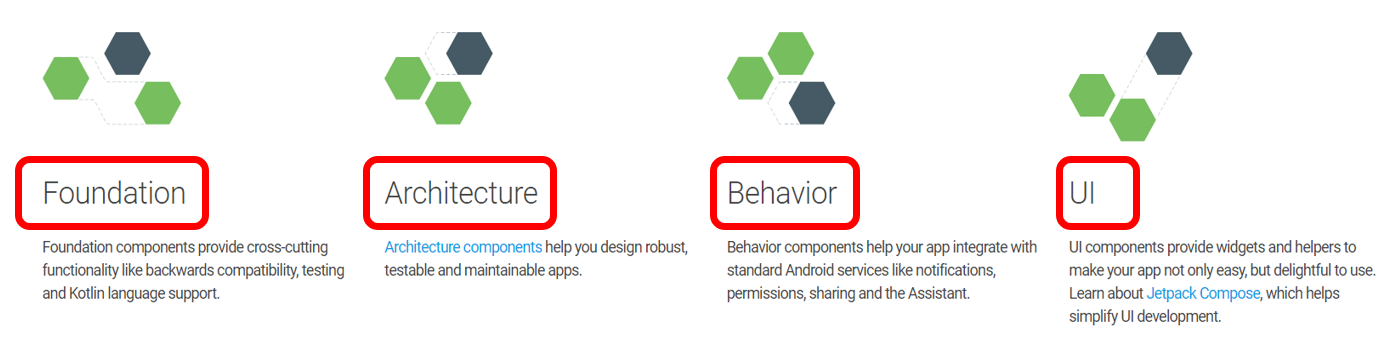 Foundation
Foundation components provide cross-cutting
functionality like backwards compatibility, testing
and Kotlin language support.
Architecture
Architecture components help you design robust,
testable and maintainable apps.
Behavior
Behavior components help your app integrate with
standard Android services like notifications,
permissions, sharing and the Assistant.
UI
UI components provide widgets and helpers to
make your app not only easy, but delightful to use.
Learn about Jetpack Compose, which helps
simplify UI development.